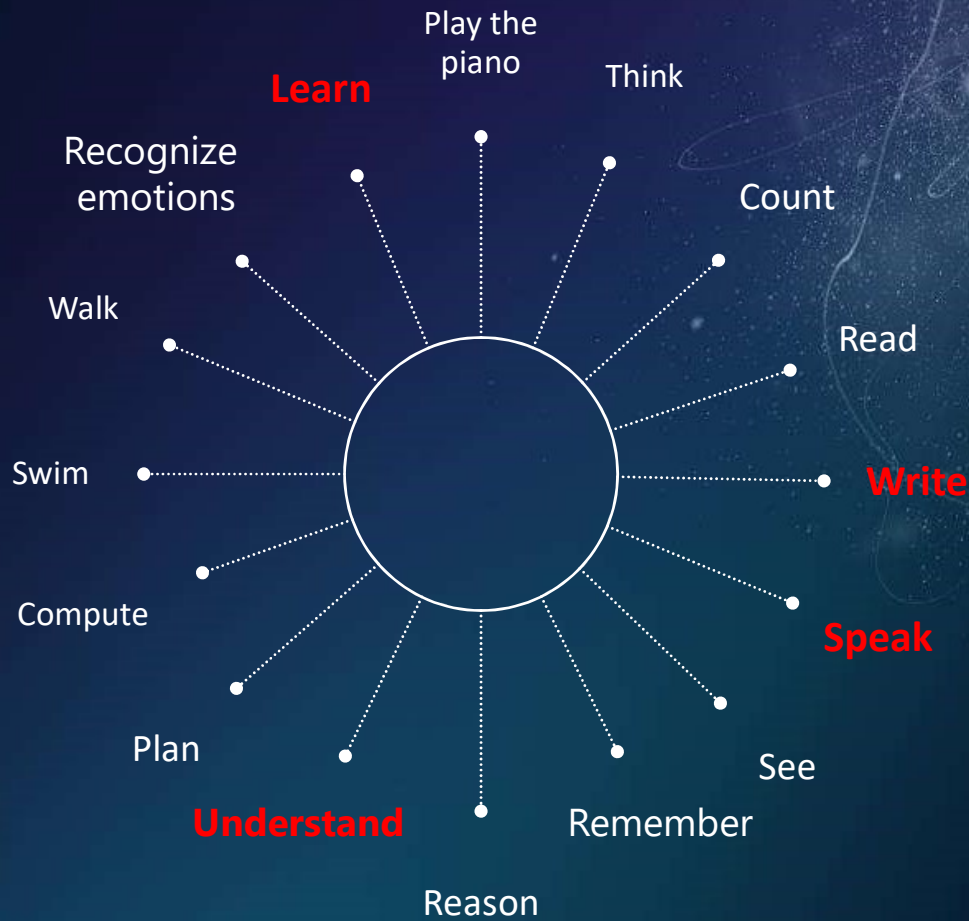 Play the
piano
Think
Count
Read
Write
Speak
See
Remember
Reason
Understand
Plan
Compute
Swim
Walk
Recognize
emotions
Learn